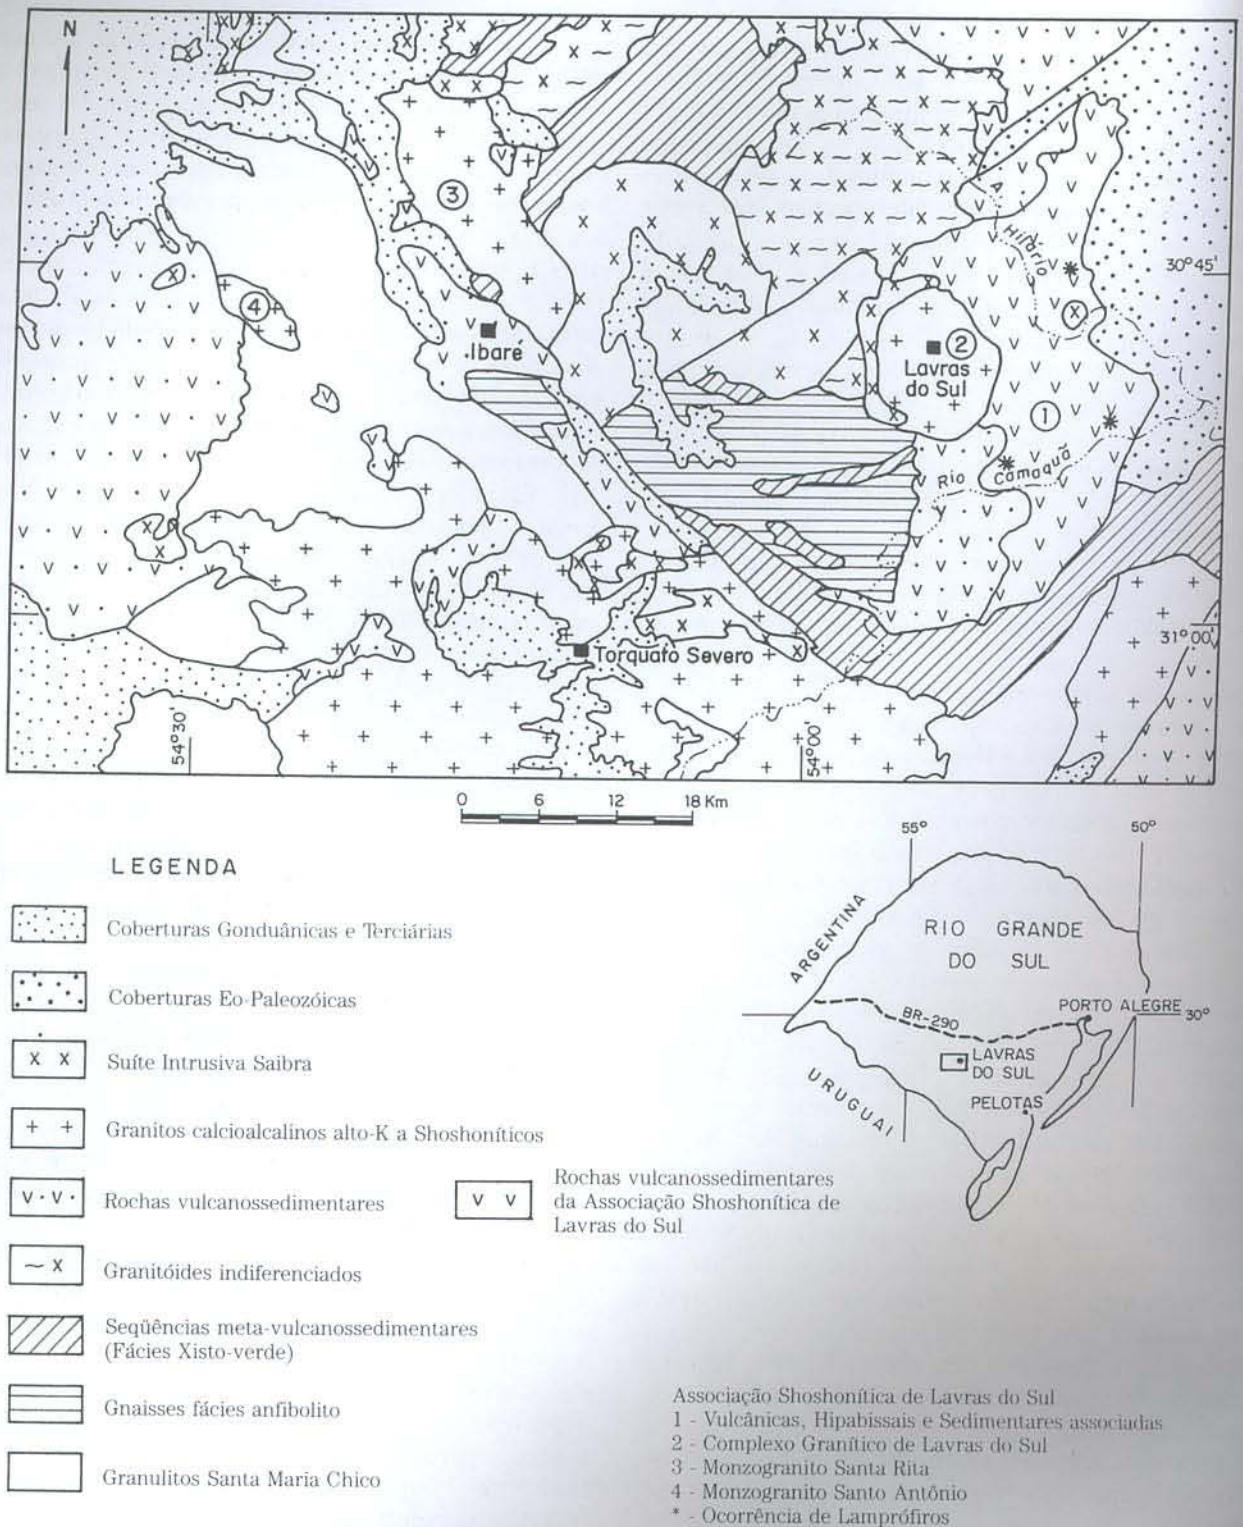 N
3
4
Ibaré
2
Lavras
do Sul
A. Hilário
1
Rio Camaquã
Torquato Severo
30°45'
31°00'
54°30'
54°00'
0 6 12 18 Km
LEGENDA
Coberturas Gonduânicas e Terciárias
Coberturas Eo-Paleozóicas
x x Suíte Intrusiva Saibra
+ + Granitos calcioalcalinos alto-K a Shoshoníticos
v · v · Rochas vulcanossedimentares
v v Rochas vulcanossedimentares
da Associação Shoshonítica de
Lavras do Sul
~ x Granitóides indiferenciados
Seqüências meta-vulcanossedimentares
(Fácies Xisto-verde)
Gnaisses fácies anfibolito
Granulitos Santa Maria Chico
55°
50°
ARGENTINA
RIO GRANDE
DO SUL
BR-290
PORTO ALEGRE
30°
LAVRAS
DO SUL
PELOTAS
URUGUAI
Associação Shoshonítica de Lavras do Sul
1 - Vulcânicas, Hipabissais e Sedimentares associadas
2 - Complexo Granítico de Lavras do Sul
3 - Monzogranito Santa Rita
4 - Monzogranito Santo Antônio
* - Ocorrência de Lamprófiros